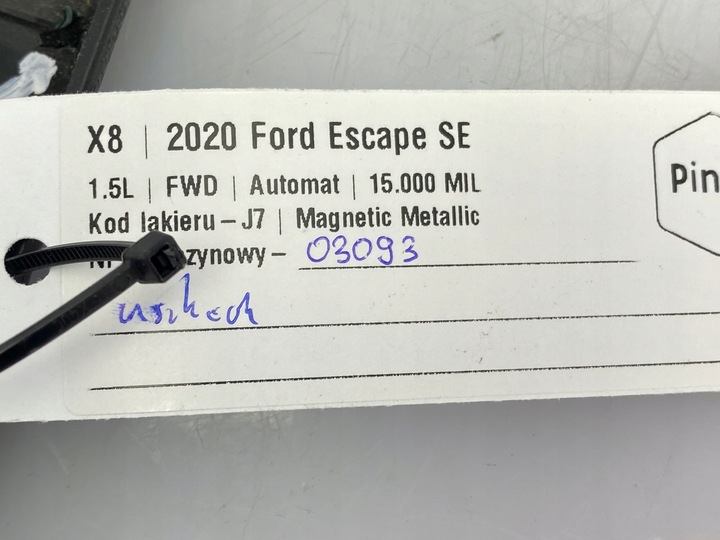 X8 | 2020 Ford Escape SE
1.5L | FWD | Automat | 15.000 MIL
Kod lakieru – J7 | Magnetic Metallic
zynowy – 03093
Pin